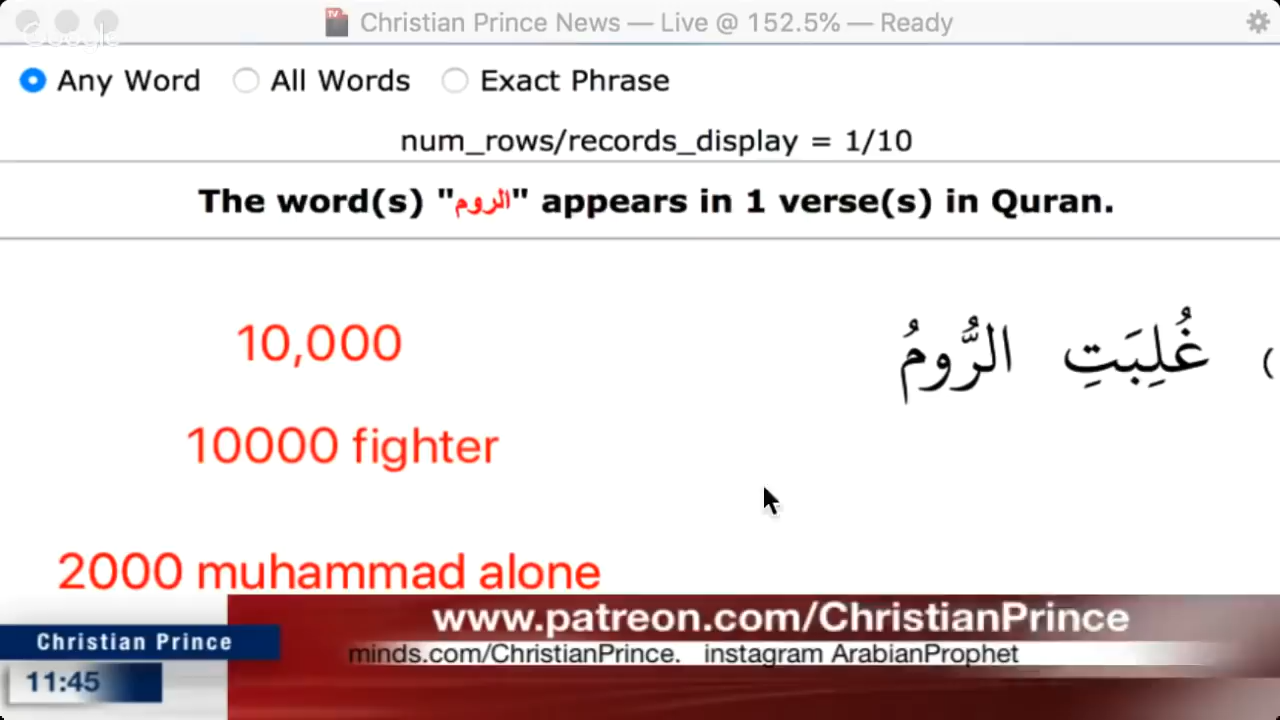 Christian Prince News — Live @ 152.5% — Ready
Google
Any Word All Words Exact Phrase
num_rows/records_display = 1/10
The word(s) "الروم" appears in 1 verse(s) in Quran.
10,000
غُلِبَتِ الرُّومُ (
10000 fighter
2000 muhammad alone
www.patreon.com/ChristianPrince
Christian Prince
minds.com/ChristianPrince. instagram ArabianProphet
11:45